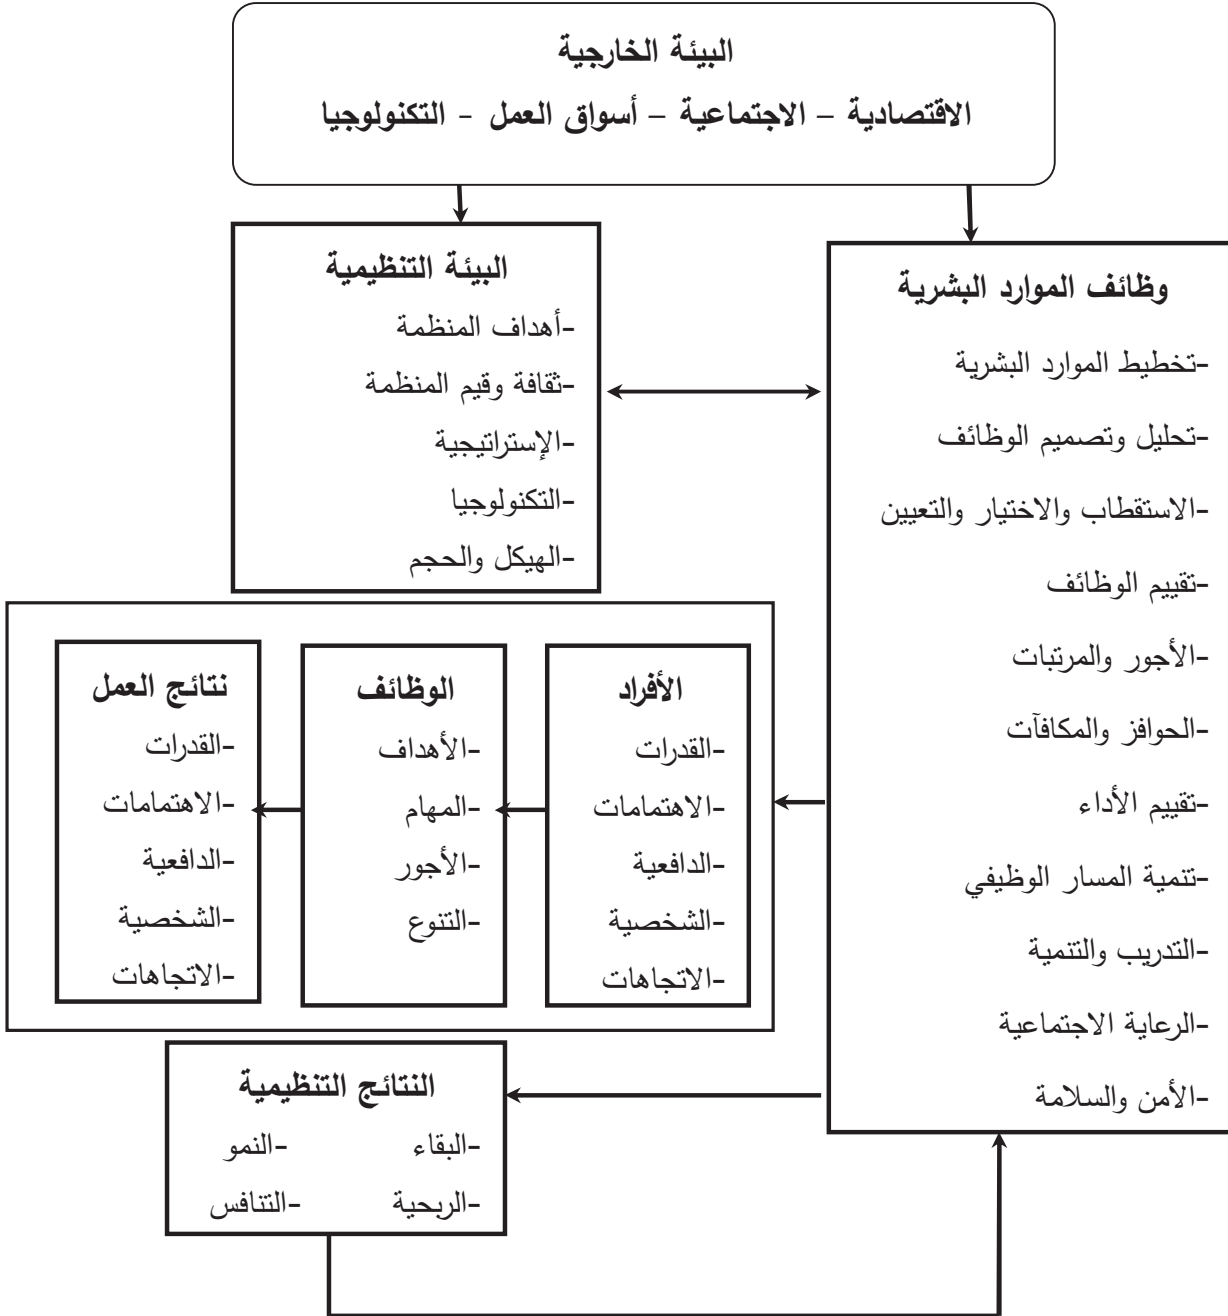 البيئة الخارجية
الاقتصادية – الاجتماعية – أسواق العمل - التكنولوجيا
وظائف الموارد البشرية
-تخطيط الموارد البشرية
-تحليل وتصميم الوظائف
-الاستقطاب والاختيار والتعيين
-تقييم الوظائف
-الأجور والمرتبات
-الحوافز والمكافآت
-تقييم الأداء
-تنمية المسار الوظيفي
-التدريب والتنمية
-الرعاية الاجتماعية
-الأمن والسلامة
البيئة التنظيمية
-أهداف المنظمة
-ثقافة وقيم المنظمة
-الإستراتيجية
-التكنولوجيا
-الهيكل والحجم
الأفراد
-القدرات
-الاهتمامات
-الدافعية
-الشخصية
-الاتجاهات
الوظائف
-الأهداف
-المهام
-الأجور
-التنوع
نتائج العمل
-القدرات
-الاهتمامات
-الدافعية
-الشخصية
-الاتجاهات
النتائج التنظيمية
-البقاء -النمو
-الربحية -التنافس